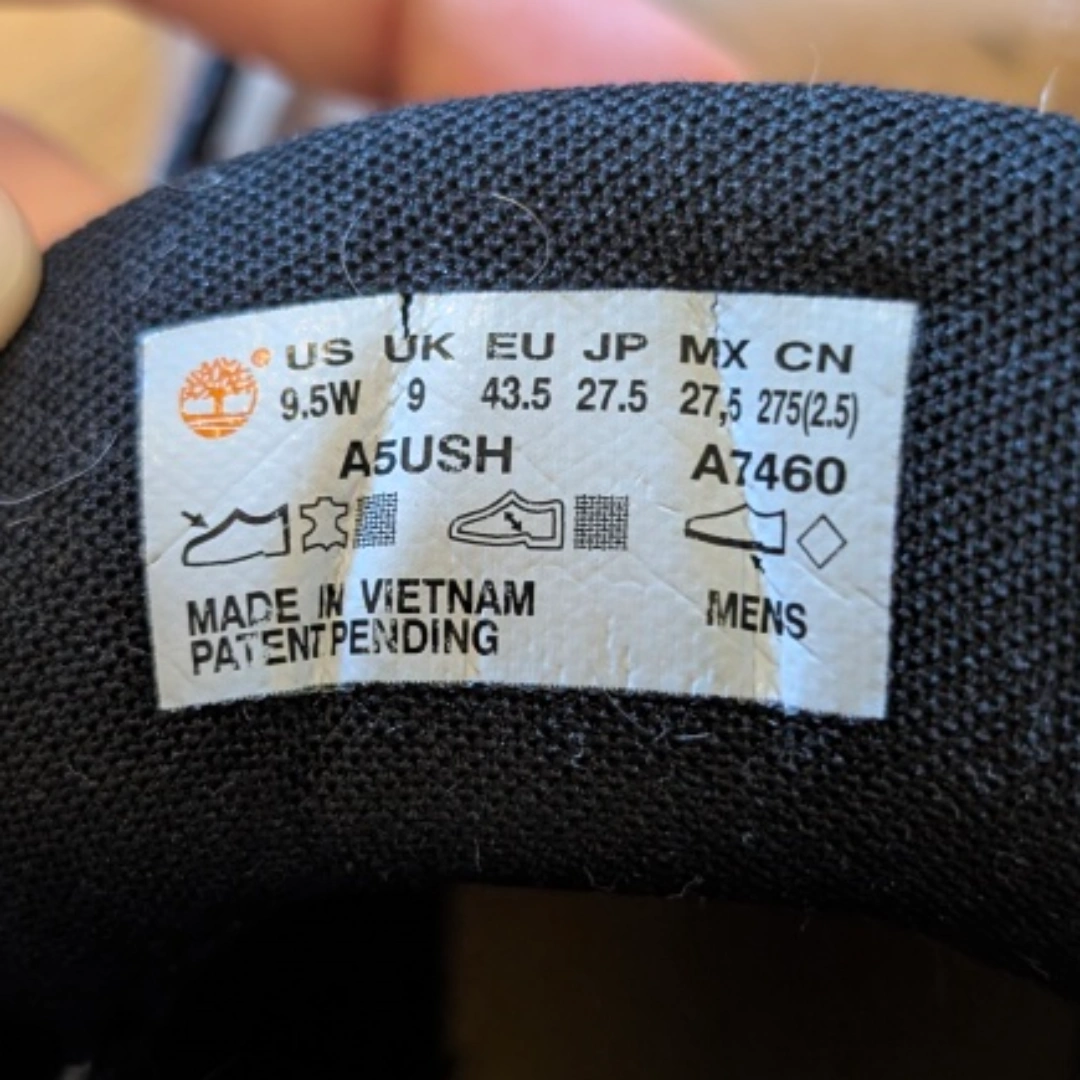 ® US UK EU JP MX CN
9.5W 9 43.5 27.5 27,5 275(2.5)
A5USH A7460
MADE IN VIETNAM MENS
PATENT PENDING